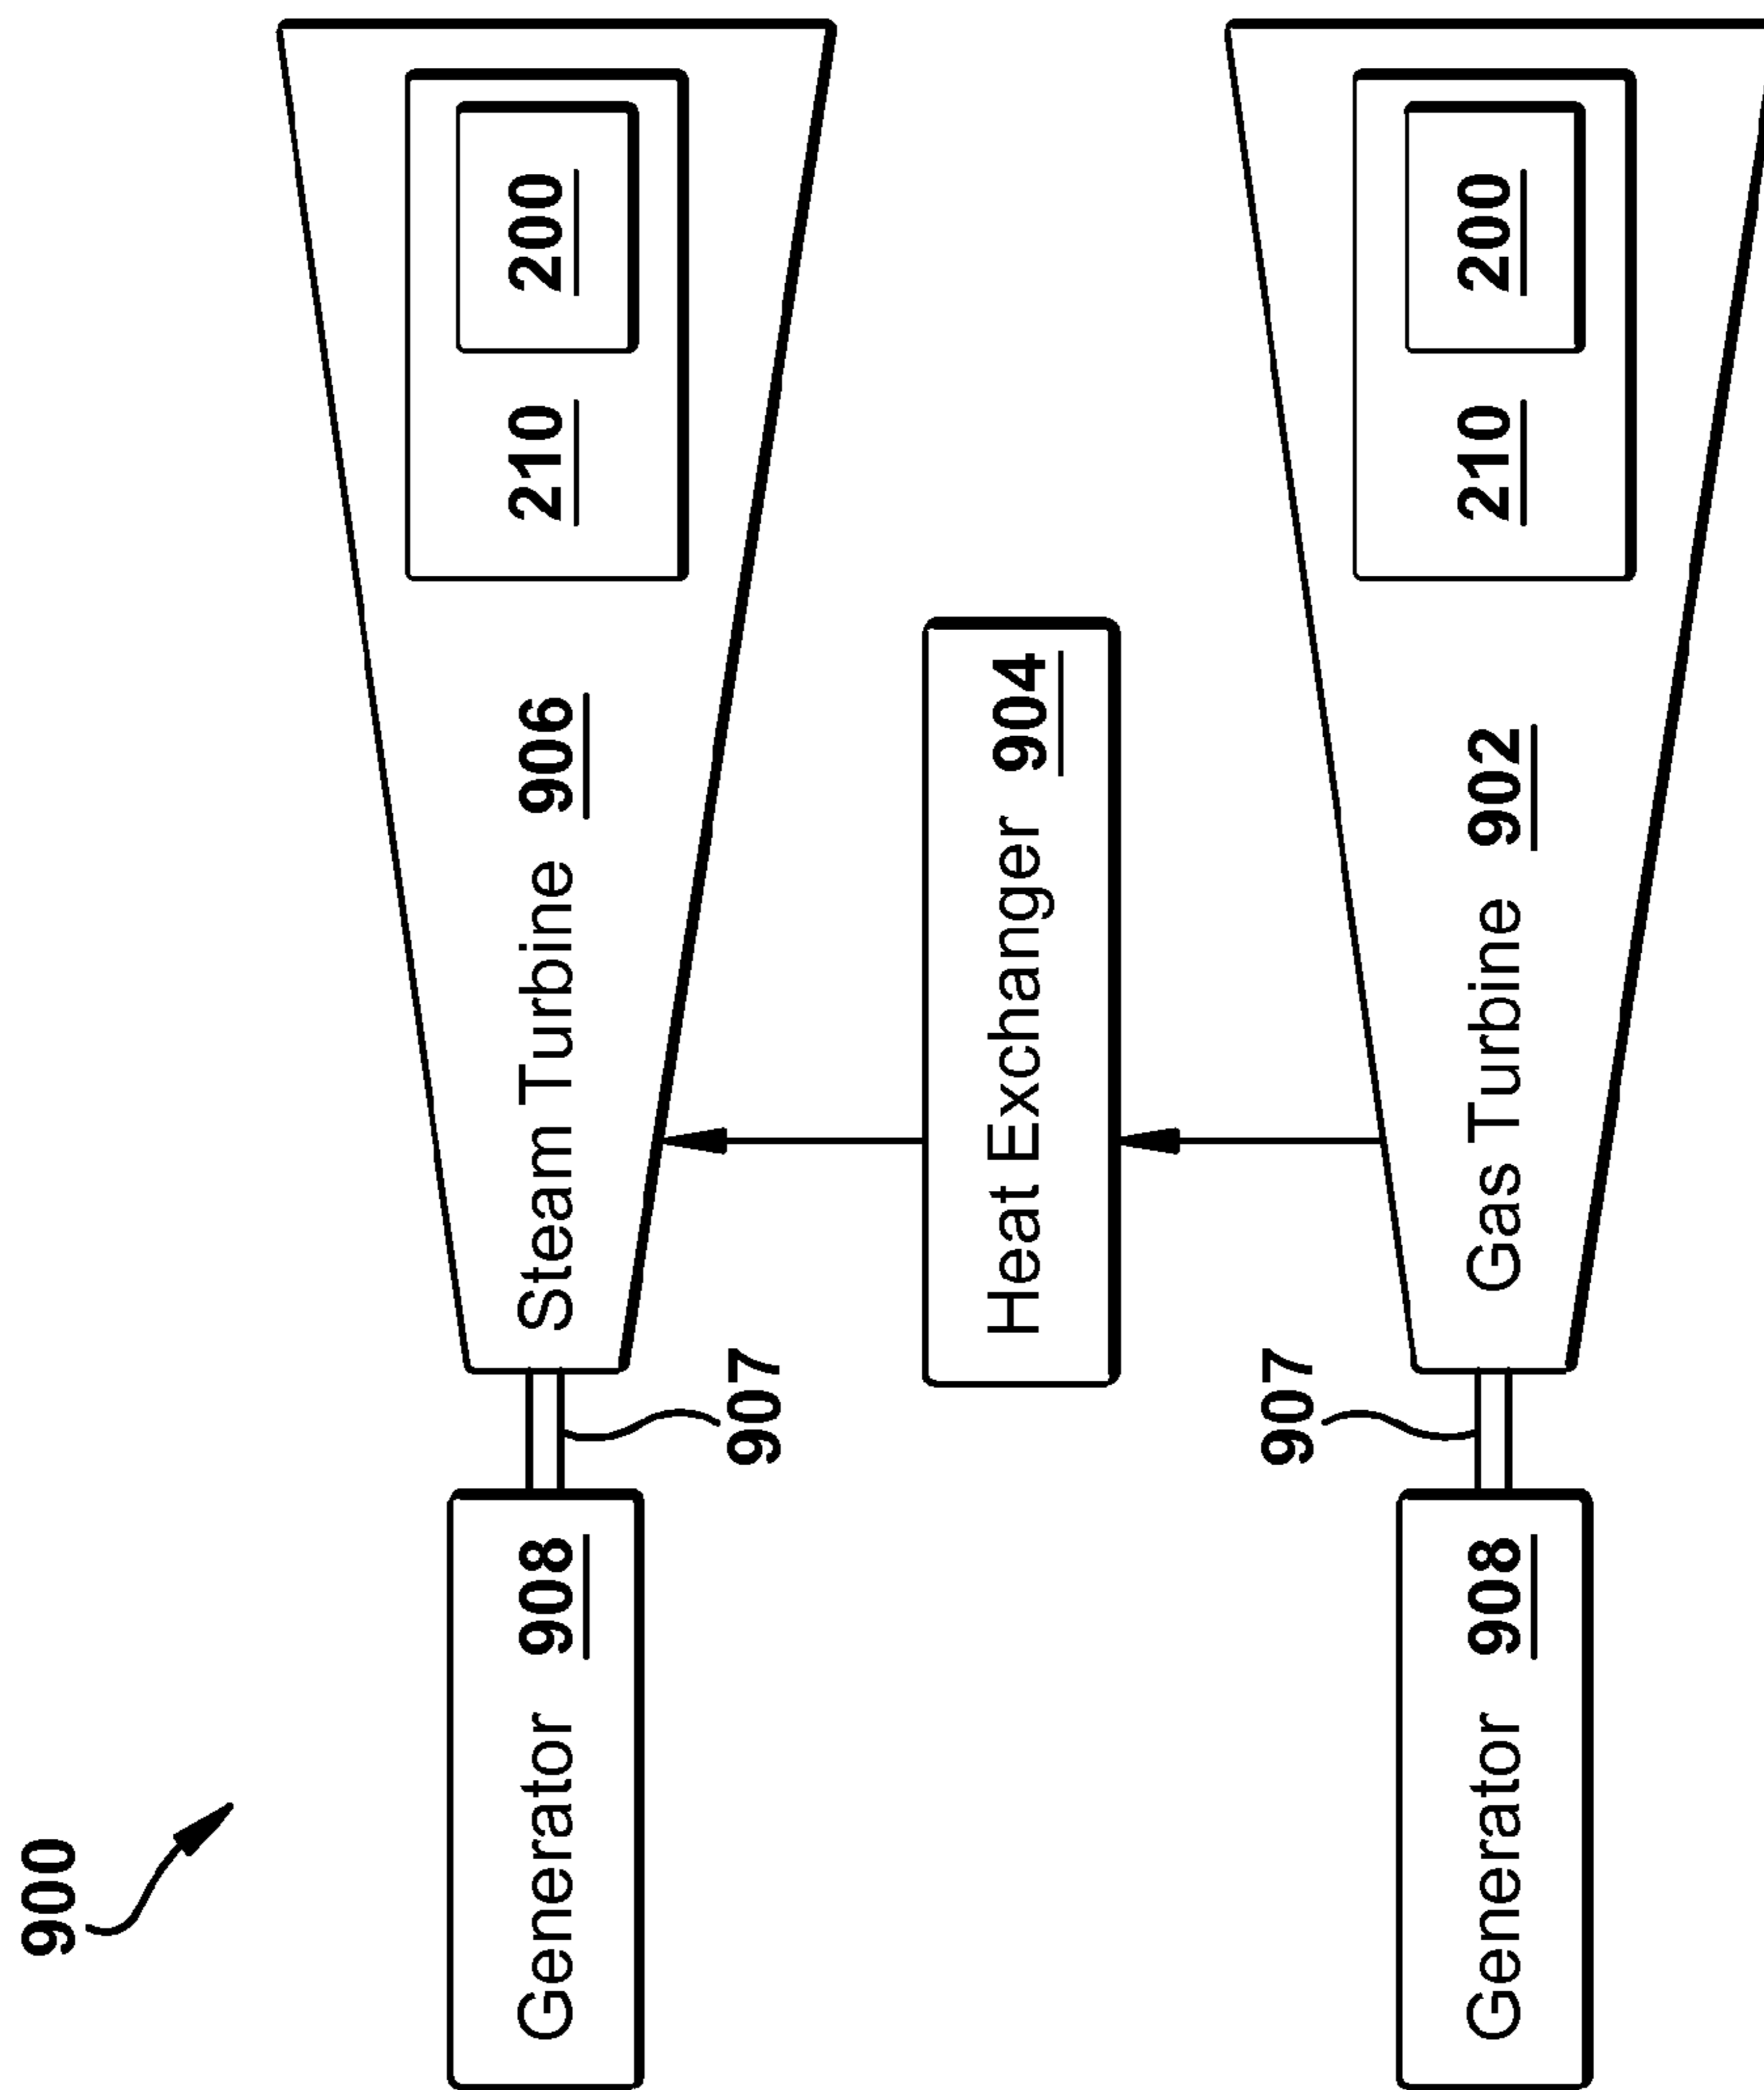 900
Generator 908
907
Steam Turbine 906
210
200
Heat Exchanger 904
Generator 908
907
Gas Turbine 902
210
200